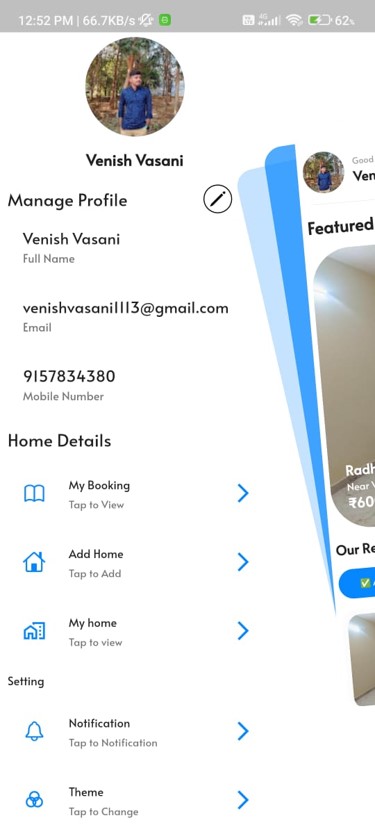 12:52 PM | 66.7KB/s
62%
Venish Vasani
Manage Profile
Venish Vasani
Full Name
venishvasani1113@gmail.com
Email
9157834380
Mobile Number
Home Details
My Booking
Tap to View
Add Home
Tap to Add
My home
Tap to view
Setting
Notification
Tap to Notification
Theme
Tap to Change
Good
Ven
Featured
Radh
Near V
₹60
Our Re